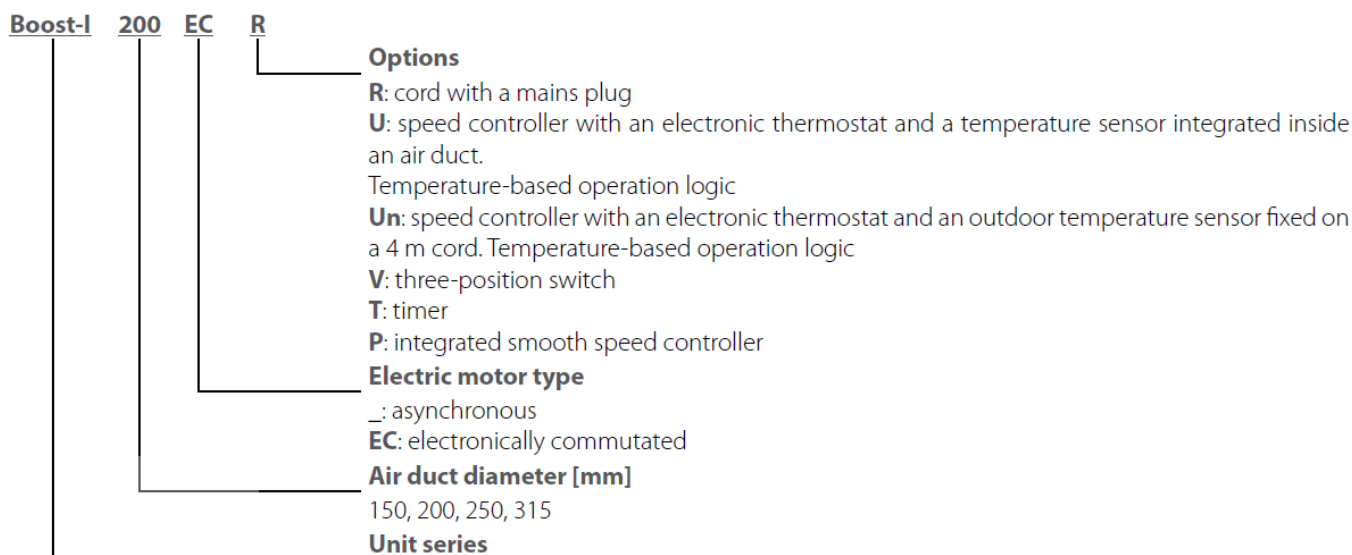 Boost-I 200 EC R
Options
R: cord with a mains plug
U: speed controller with an electronic thermostat and a temperature sensor integrated inside
an air duct.
Temperature-based operation logic
Un: speed controller with an electronic thermostat and an outdoor temperature sensor fixed on
a 4 m cord. Temperature-based operation logic
V: three-position switch
T: timer
P: integrated smooth speed controller
Electric motor type
_: asynchronous
EC: electronically commutated
Air duct diameter [mm]
150, 200, 250, 315
Unit series